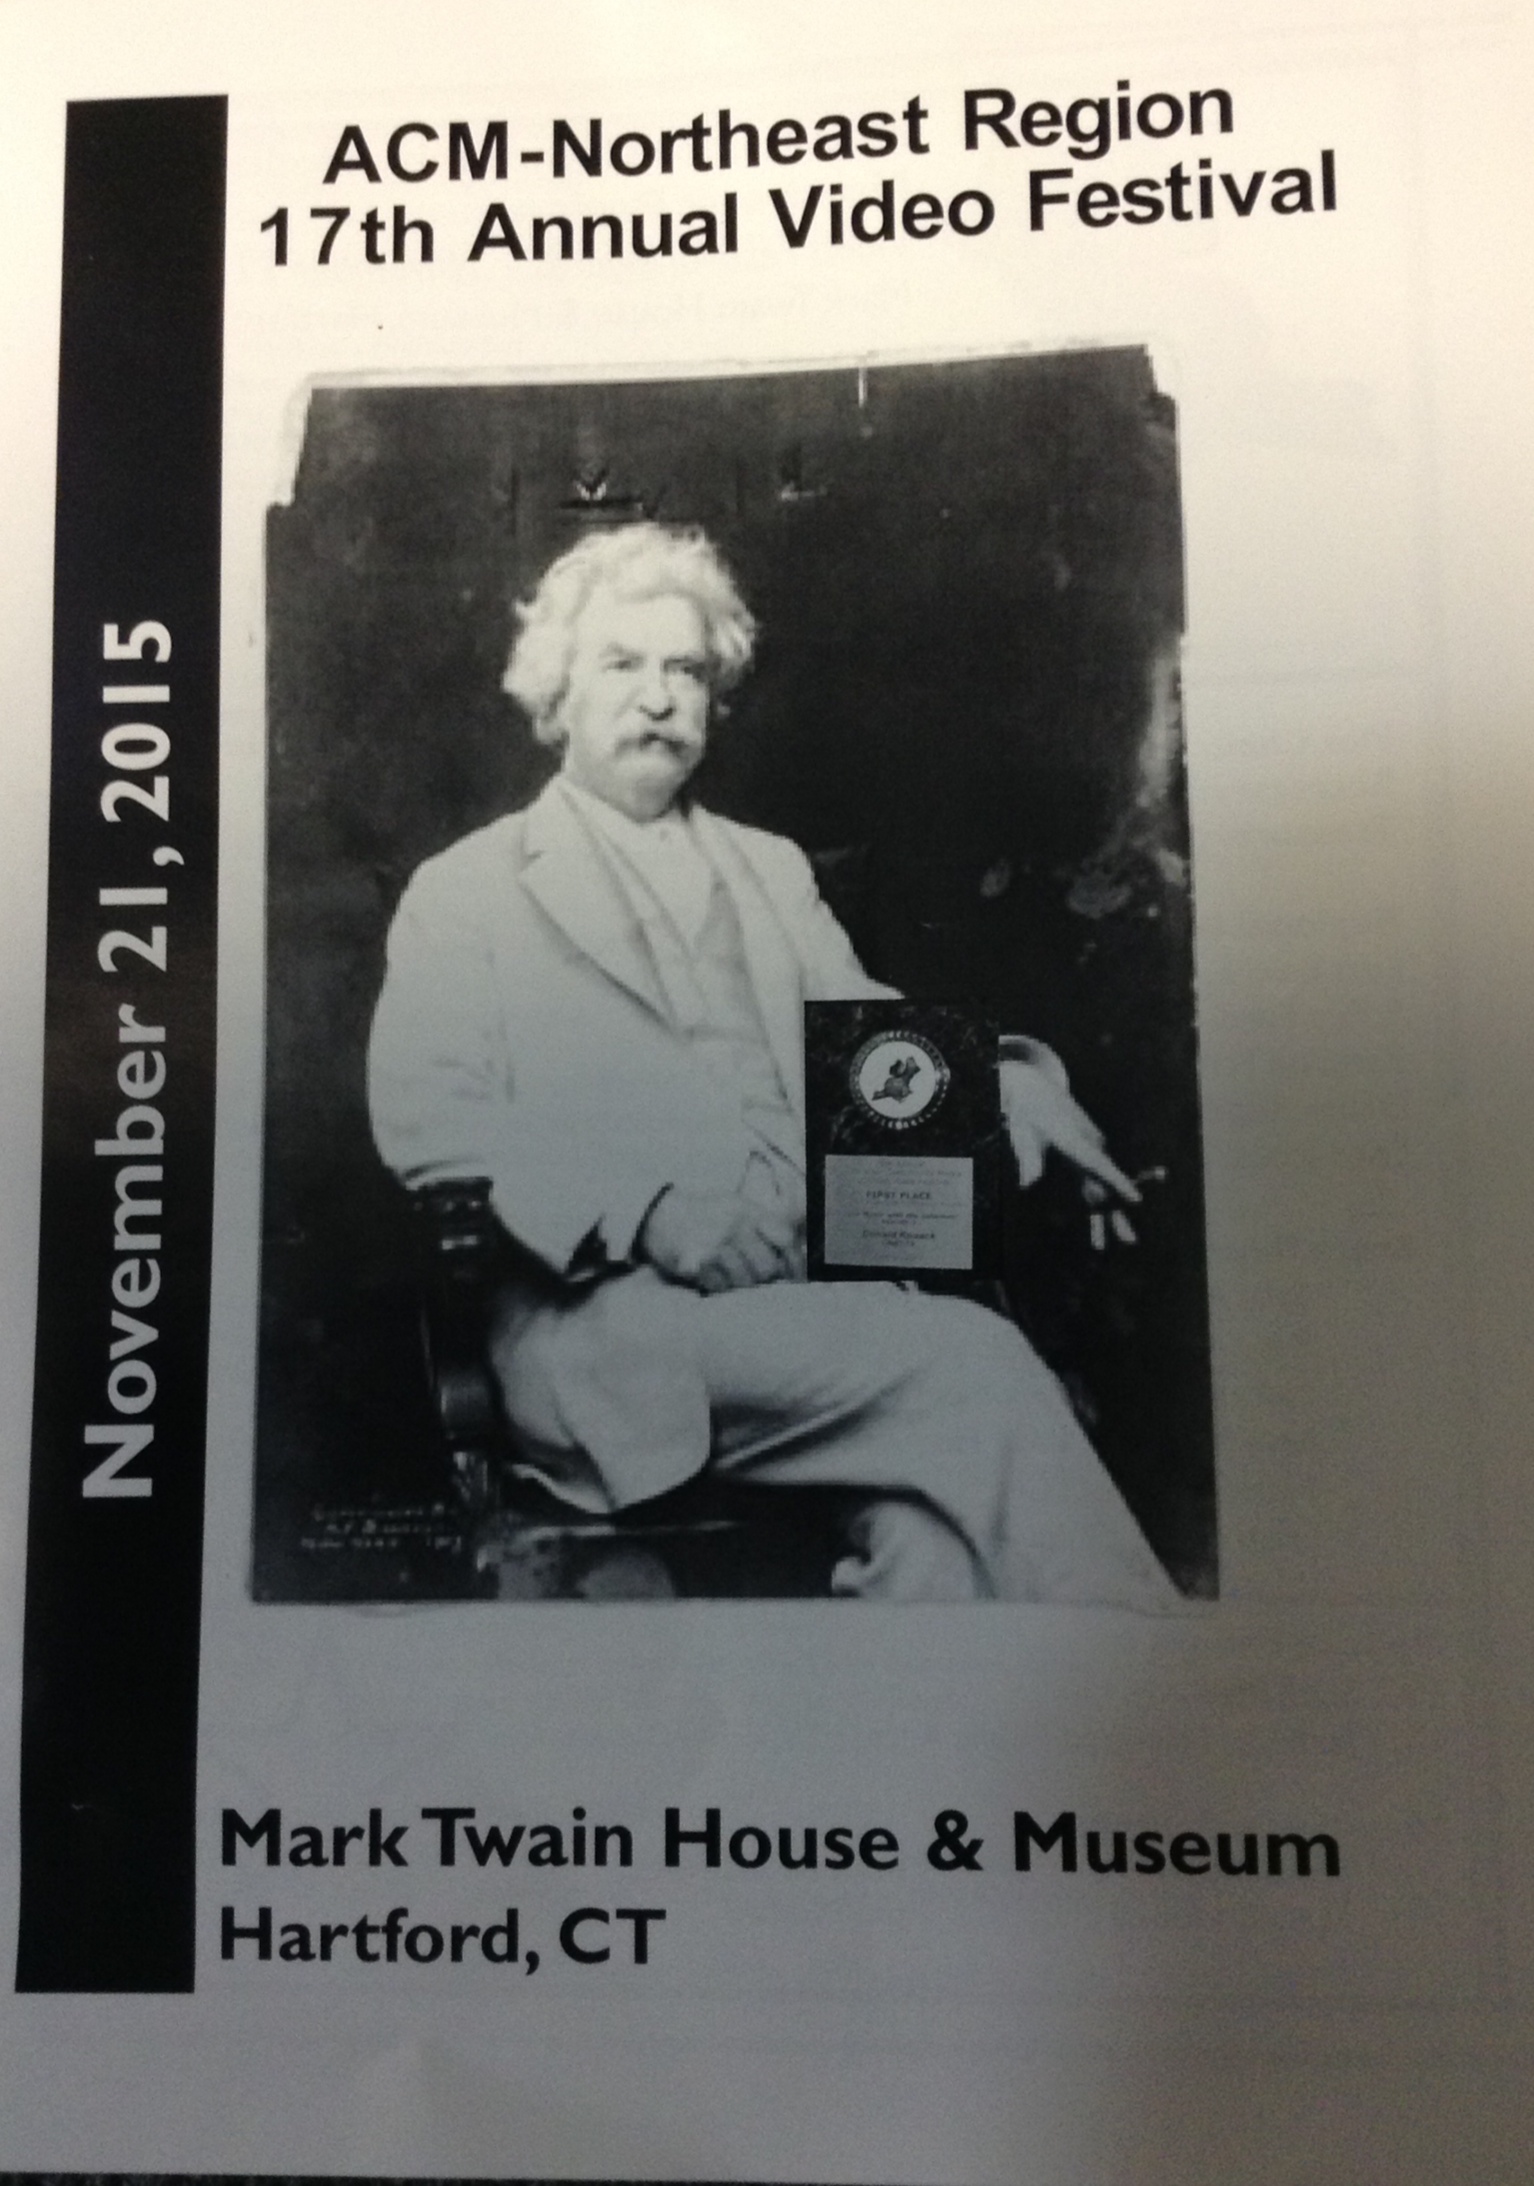 ACM-Northeast Region
17th Annual Video Festival
November 21, 2015
FIRST PLACE
Mark Twain House & Museum
Hartford, CT